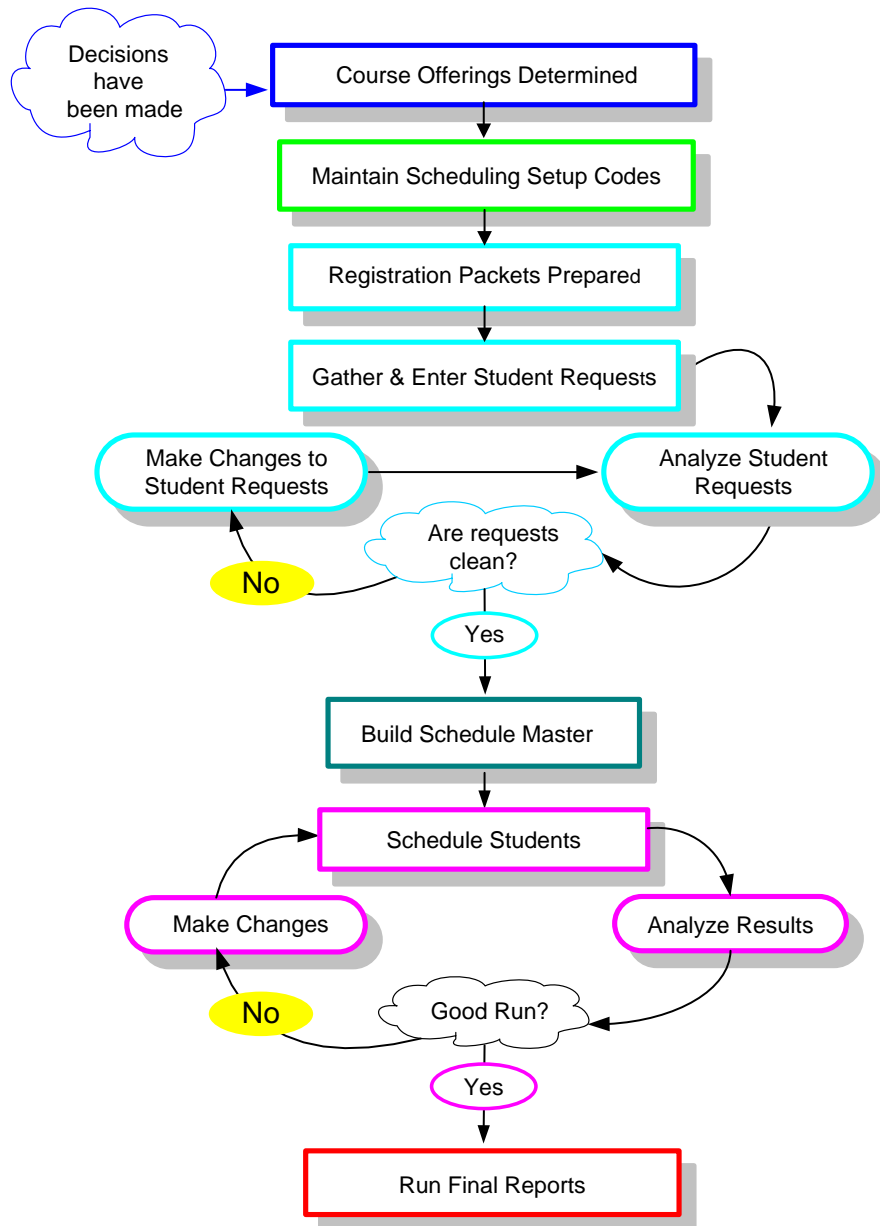 Decisions
have
been made
Course Offerings Determined
Maintain Scheduling Setup Codes
Registration Packets Prepared
Gather & Enter Student Requests
Make Changes to
Student Requests
Analyze Student
Requests
Are requests
clean?
No
Yes
Build Schedule Master
Schedule Students
Make Changes
Analyze Results
Good Run?
No
Yes
Run Final Reports